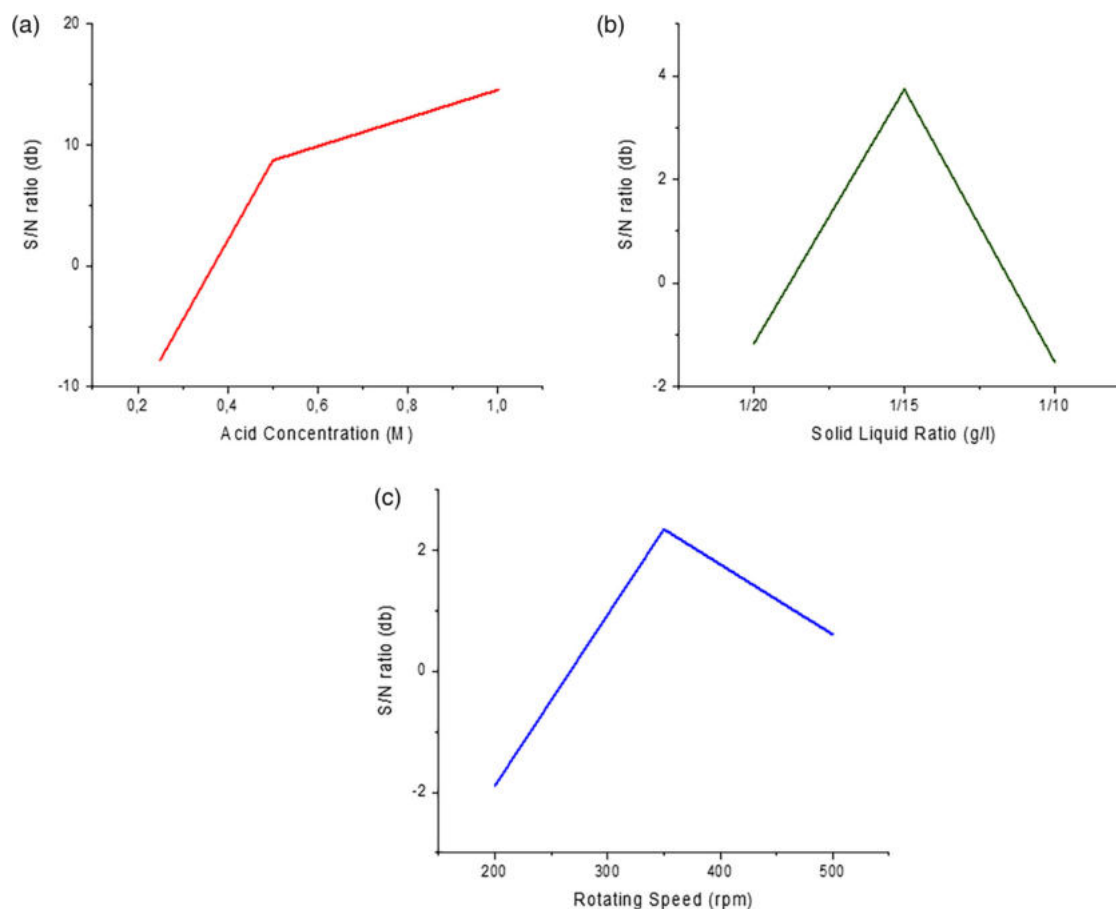 (a)
20
10
0
-10
S/N ratio (db)
0,2 0,4 0,6 0,8 1,0
Acid Concentration (M)
(b)
4
2
0
-2
S/N ratio (db)
1/20 1/15 1/10
Solid Liquid Ratio (g/l)
(c)
2
0
-2
S/N ratio (db)
200 300 400 500
Rotating Speed (rpm)